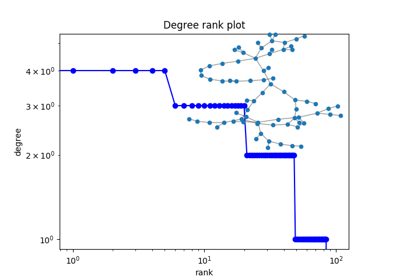 Degree rank plot
degree
4 × 10⁰
3 × 10⁰
2 × 10⁰
10⁰
10⁰
10¹
10²
rank